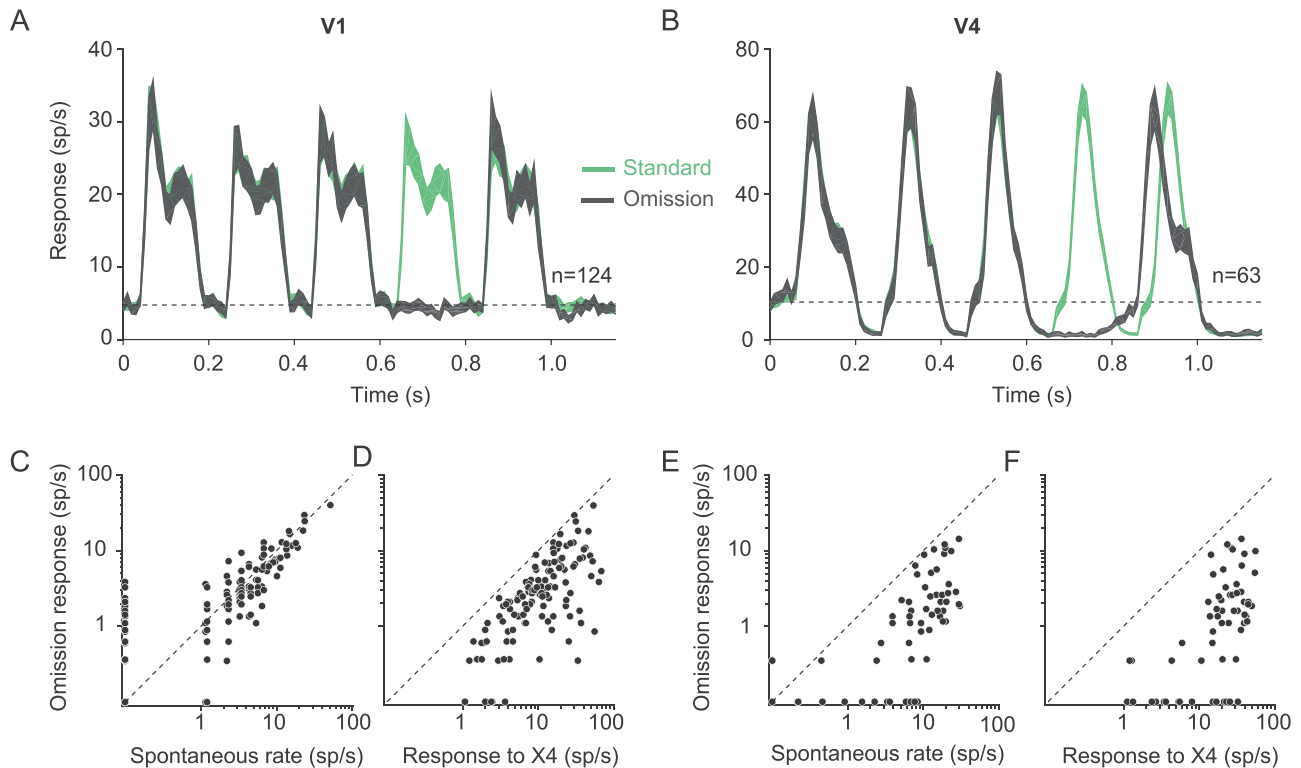 A
V1
B
V4
40
30
20
10
0
Response (sp/s)
Standard
Omission
n=124
0
0.2
0.4
0.6
0.8
1.0
Time (s)
80
60
40
20
0
n=63
0
0.2
0.4
0.6
0.8
1.0
Time (s)
C
D
E
F
100
10
1
Omission response (sp/s)
1
10
100
Spontaneous rate (sp/s)
1
10
100
Response to X4 (sp/s)
100
10
1
Omission response (sp/s)
1
10
100
Spontaneous rate (sp/s)
1
10
100
Response to X4 (sp/s)